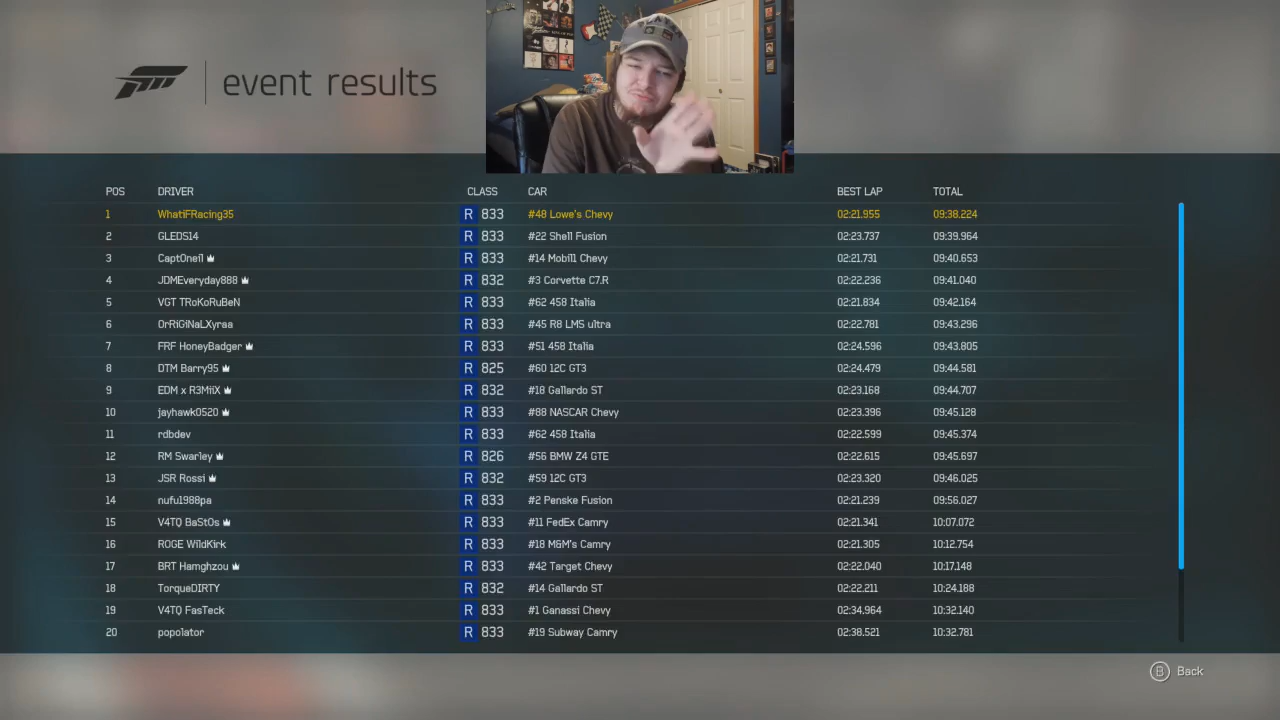 event results
POS DRIVER CLASS CAR BEST LAP TOTAL
1 WhatiFRacing35 R 833 #48 Lowe's Chevy 02:21.955 09:38.224
2 GLEDS14 R 833 #22 Shell Fusion 02:23.737 09:39.964
3 CaptOneil R 833 #14 Mobil1 Chevy 02:21.731 09:40.653
4 JDMEveryday888 R 832 #3 Corvette C7.R 02:22.236 09:41.040
5 VGT TRoKoRuBeN R 833 #62 458 Italia 02:21.834 09:42.164
6 OrRiGiNaLXyraa R 833 #45 R8 LMS ultra 02:22.781 09:43.296
7 FRF HoneyBadger R 833 #51 458 Italia 02:24.596 09:43.805
8 DTM Barry95 R 825 #60 12C GT3 02:24.479 09:44.581
9 EDM x R3MiiX R 832 #18 Gallardo ST 02:23.168 09:44.707
10 jayhawk0520 R 833 #88 NASCAR Chevy 02:23.396 09:45.128
11 rdbdev R 833 #62 458 Italia 02:22.599 09:45.374
12 RM Swarley R 826 #56 BMW Z4 GTE 02:22.615 09:45.697
13 JSR Rossi R 832 #59 12C GT3 02:23.320 09:46.025
14 nufu1988pa R 833 #2 Penske Fusion 02:21.239 09:56.027
15 V4TQ BaStOs R 833 #11 FedEx Camry 02:21.341 10:07.072
16 ROGE WildKirk R 833 #18 M&M's Camry 02:21.305 10:12.754
17 BRT Hamghzou R 833 #42 Target Chevy 02:22.040 10:17.148
18 TorqueDIRTY R 832 #14 Gallardo ST 02:22.211 10:24.188
19 V4TQ FasTeck R 833 #1 Ganassi Chevy 02:34.964 10:32.140
20 popolator R 833 #19 Subway Camry 02:38.521 10:32.781
B Back